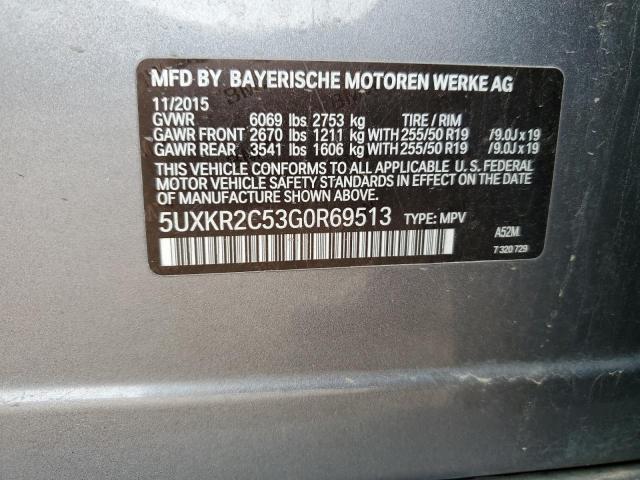 MFD BY BAYERISCHE MOTOREN WERKE AG
11/2015
GVWR 6069 lbs 2753 kg TIRE / RIM
GAWR FRONT 2670 lbs 1211 kg WITH 255/50 R19 /9.0J x 19
GAWR REAR 3541 lbs 1606 kg WITH 255/50 R19 /9.0J x 19
THIS VEHICLE CONFORMS TO ALL APPLICABLE U. S. FEDERAL
MOTOR VEHICLE SAFETY STANDARDS IN EFFECT ON THE DATE
OF MANUFACTURE SHOWN ABOVE.
5UXKR2C53G0R69513 TYPE: MPV
A52M
7 320 729